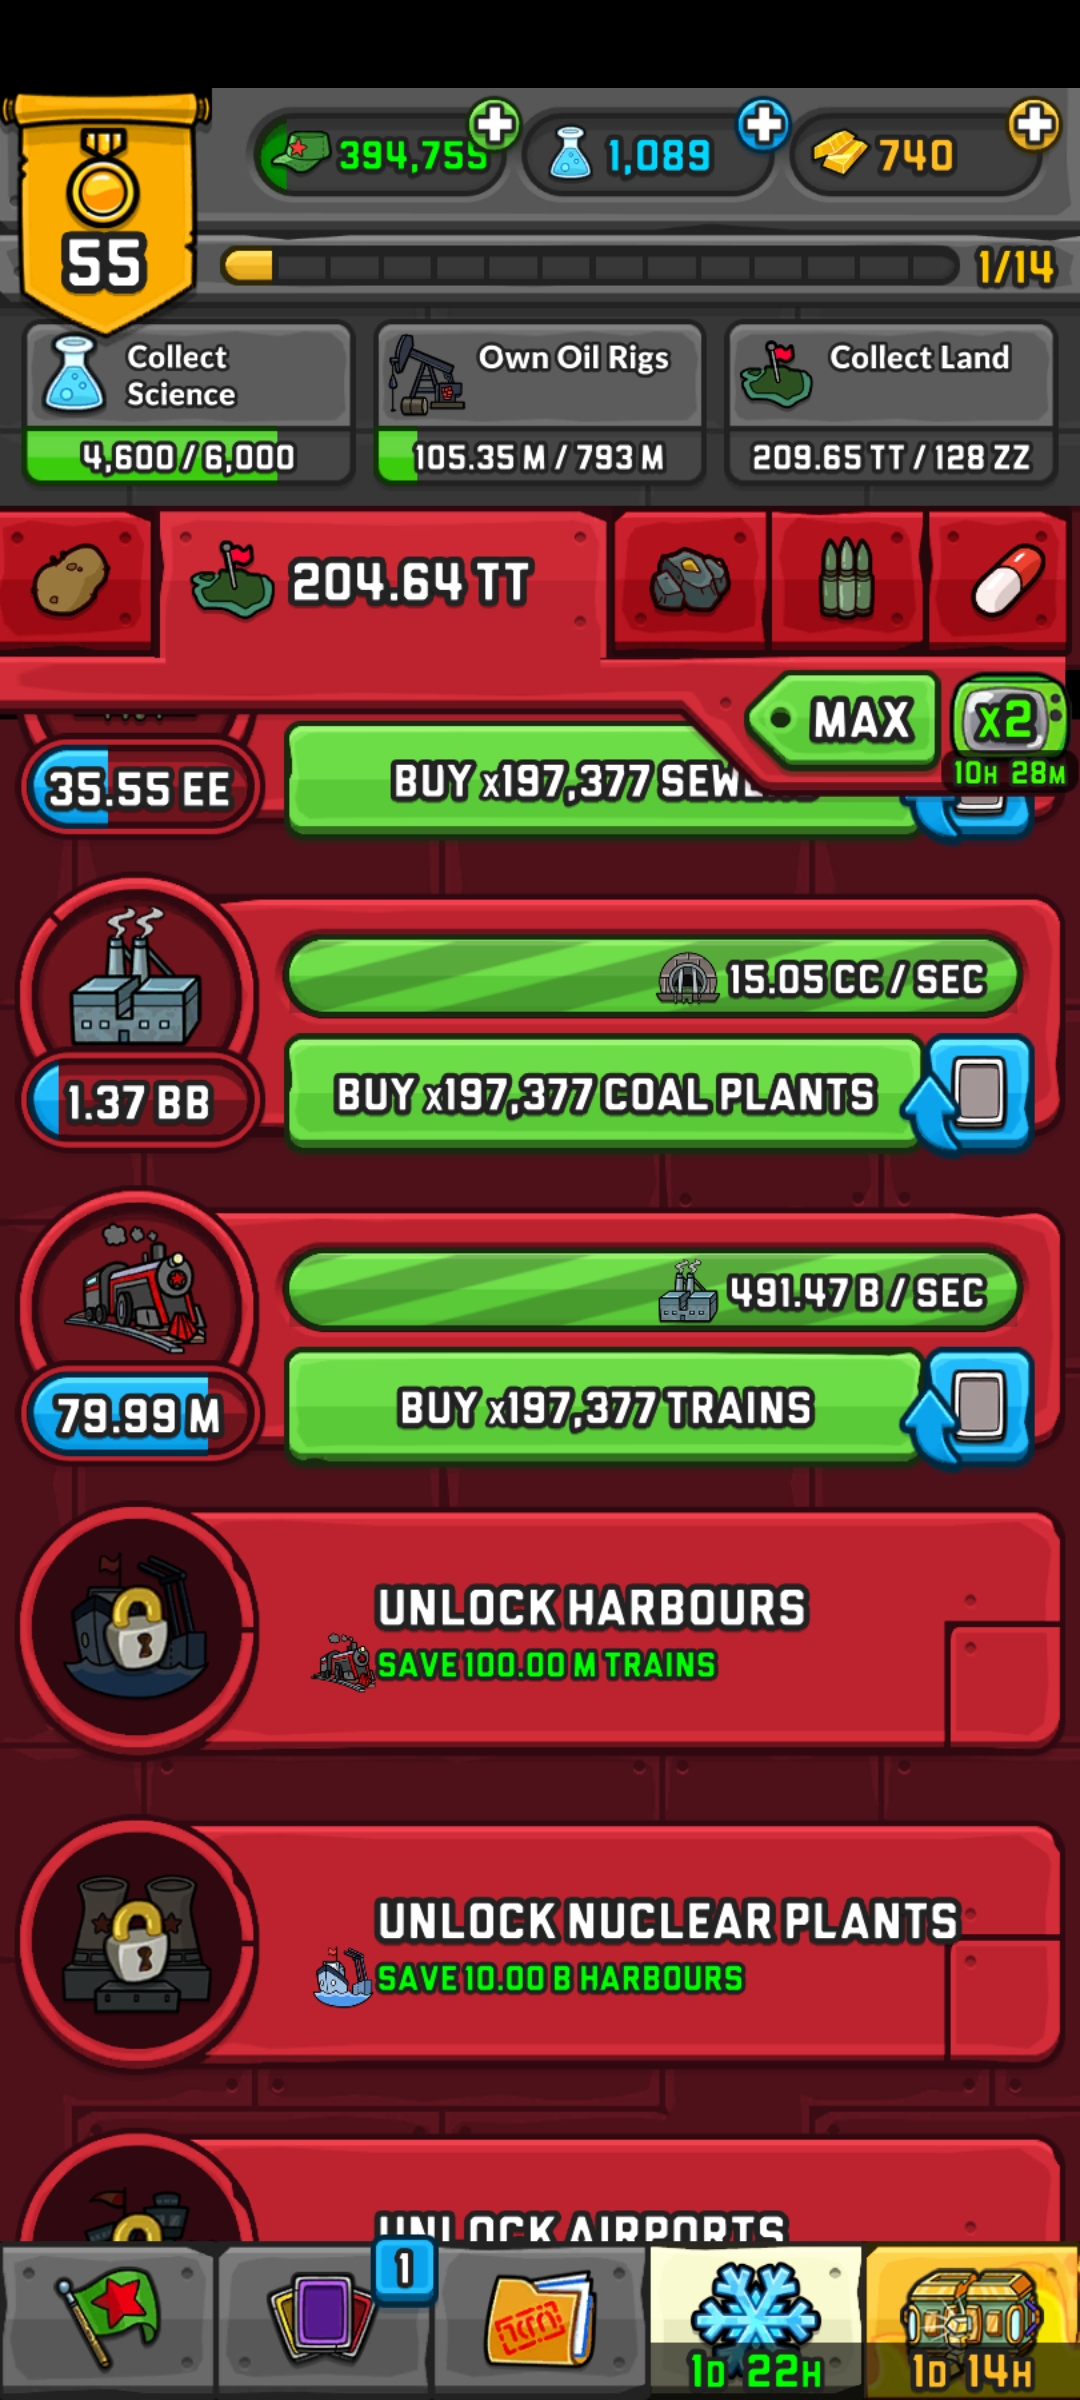 394,755
1,089
740
55
1/14
Collect
Science
4,600/6,000
Own Oil Rigs
105.35 M / 793 M
Collect Land
209.65 TT / 128 ZZ
204.64 TT
MAX
x2
10H 28M
35.55 EE
BUY x197,377
15.05 CC / SEC
1.37 BB
BUY x197,377 COAL PLANTS
491.47 B / SEC
79.99 M
BUY x197,377 TRAINS
UNLOCK HARBOURS
SAVE 100.00 M TRAINS
UNLOCK NUCLEAR PLANTS
SAVE 10.00 B HARBOURS
UNLOCK AIRPORTS
1
1D 22H
1D 14H